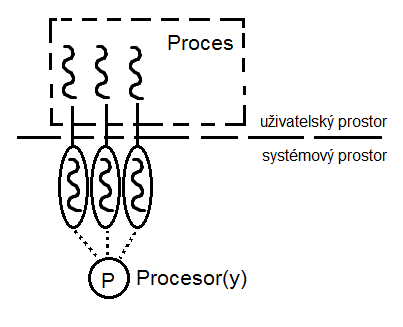 Proces
uživatelský prostor
systémový prostor
P
Procesor(y)